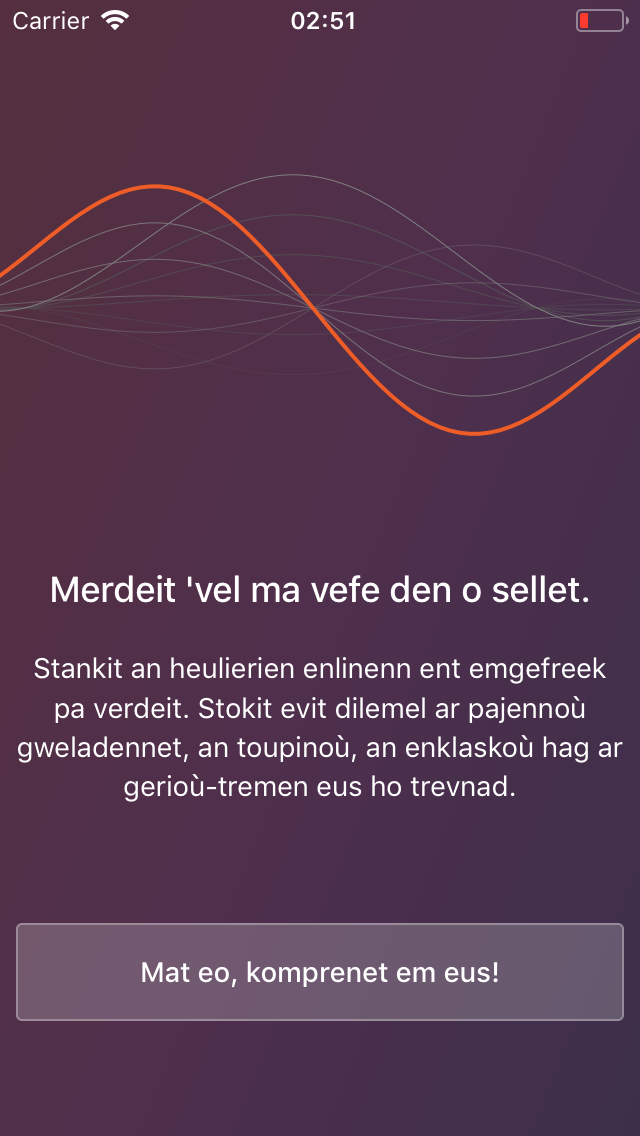 Carrier 02:51
Merdeit 'vel ma vefe den o sellet.
Stankit an heulierien enlinenn ent emgefreek
pa verdeit. Stokit evit dilemel ar pajennoù
gweladennet, an toupinoù, an enklaskoù hag ar
gerioù-tremen eus ho trevnad.
Mat eo, komprenet em eus!